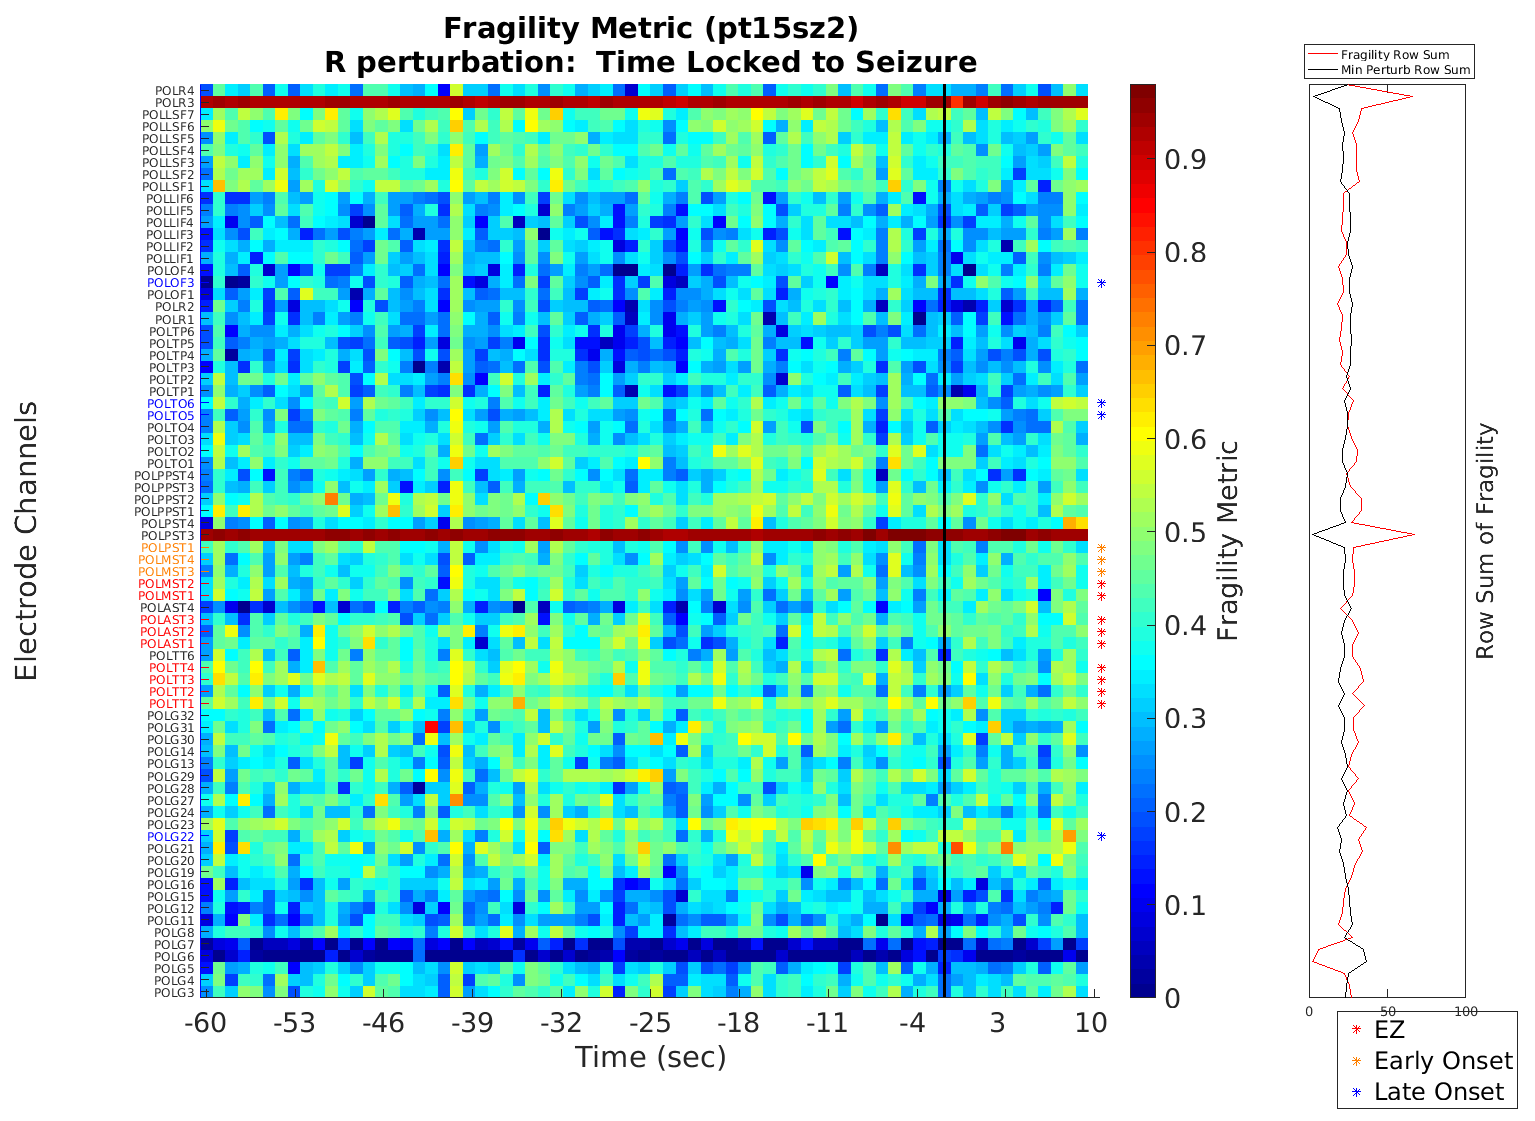 Fragility Metric (pt15sz2)
R perturbation:  Time Locked to Seizure
Fragility Row Sum
Min Perturb Row Sum
POLR4
POLR3
POLLSF7
POLLSF6
POLLSF5
POLLSF4
POLLSF3
POLLSF2
POLLSF1
POLLIF6
POLLIF5
POLLIF4
POLLIF3
POLLIF2
POLLIF1
POLOF4
POLOF3
POLOF1
POLR2
POLR1
POLTP6
POLTP5
POLTP4
POLTP3
POLTP2
POLTP1
POLTO6
POLTO5
POLTO4
POLTO3
POLTO2
POLTO1
POLPPST4
POLPPST3
POLPPST2
POLPPST1
POLPST4
POLPST3
POLPST1
POLMST4
POLMST3
POLMST2
POLMST1
POLAST4
POLAST3
POLAST2
POLAST1
POLTT6
POLTT4
POLTT3
POLTT2
POLTT1
POLG32
POLG31
POLG30
POLG14
POLG13
POLG29
POLG28
POLG27
POLG24
POLG23
POLG22
POLG21
POLG20
POLG19
POLG16
POLG15
POLG12
POLG11
POLG8
POLG7
POLG6
POLG5
POLG4
POLG3
Electrode Channels
-60 -53 -46 -39 -32 -25 -18 -11 -4 3 10
Time (sec)
0.9
0.8
0.7
0.6
0.5
0.4
0.3
0.2
0.1
0
Fragility Metric
0 50 100
Row Sum of Fragility
EZ
Early Onset
Late Onset